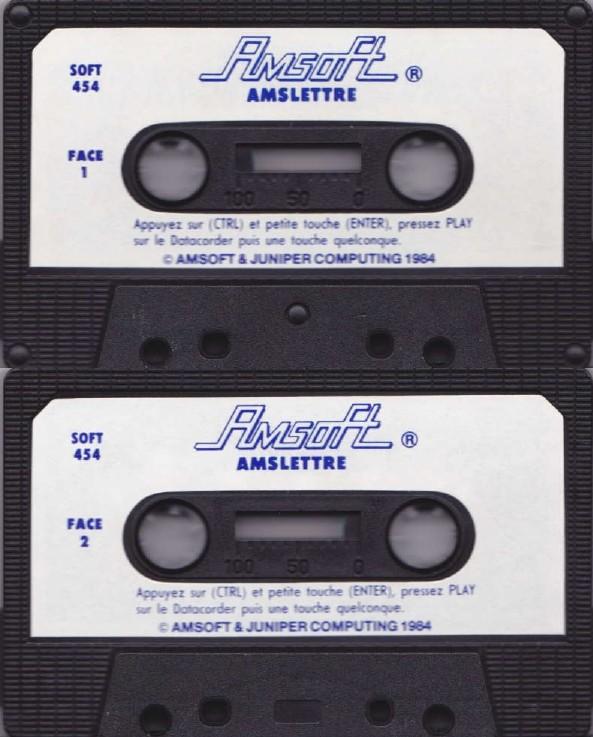 Amsoft ®
SOFT
454
AMSLETTRE
FACE
1
100 50 0
Appuyez sur (CTRL) et petite touche (ENTER), pressez PLAY
sur le Datacorder puis une touche quelconque.
© AMSOFT & JUNIPER COMPUTING 1984
Amsoft ®
SOFT
454
AMSLETTRE
FACE
2
100 50 0
Appuyez sur (CTRL) et petite touche (ENTER), pressez PLAY
sur le Datacorder puis une touche quelconque.
© AMSOFT & JUNIPER COMPUTING 1984